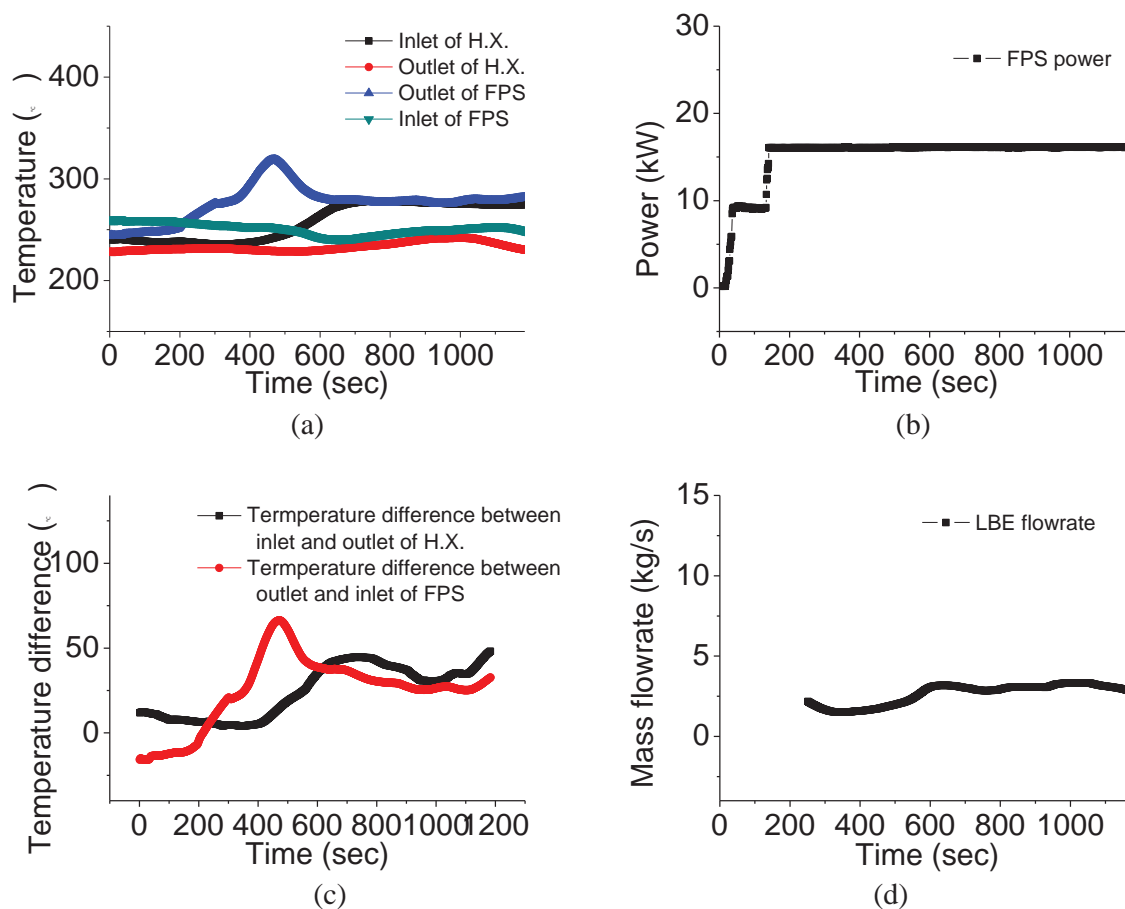 Inlet of H.X.
Outlet of H.X.
Outlet of FPS
Inlet of FPS
400
300
200
Temperature (
)
0 200 400 600 800 1000
Time (sec)
(a)
FPS power
30
20
10
0
Power (kW)
0 200 400 600 800 1000
Time (sec)
(b)
Termperature difference between
inlet and outlet of H.X.
Termperature difference between
outlet and inlet of FPS
100
50
0
Temperature difference (
)
0 200 400 600 800 1000 1200
Time (sec)
(c)
LBE flowrate
15
10
5
0
Mass flowrate (kg/s)
0 200 400 600 800 1000
Time (sec)
(d)